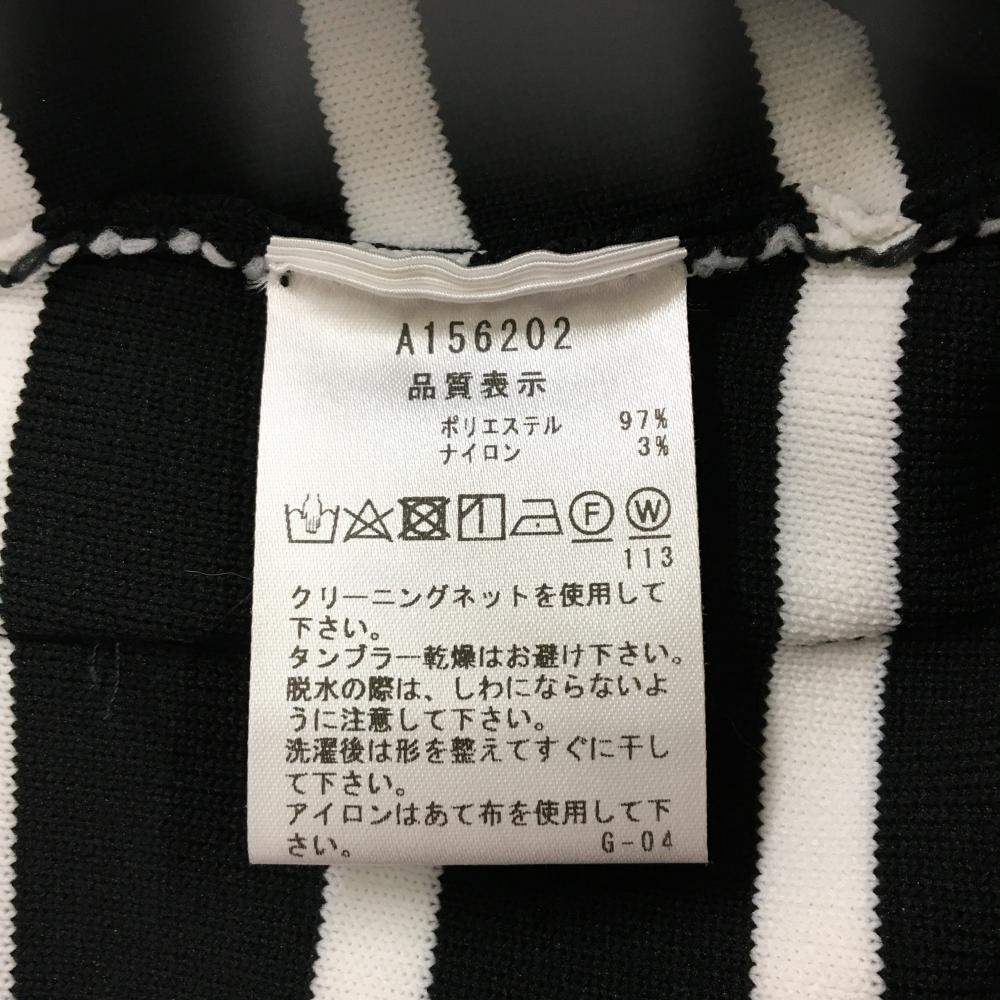 A156202
品質表示
ポリエステル 97%
ナイロン 3%
F W
113
クリーニングネットを使用して
下さい。
タンブラー乾燥はお避け下さい。
脱水の際は、しわにならないよ
うに注意して下さい。
洗濯後は形を整えてすぐに干し
て下さい。
アイロンはあて布を使用して下
さい。 G-04